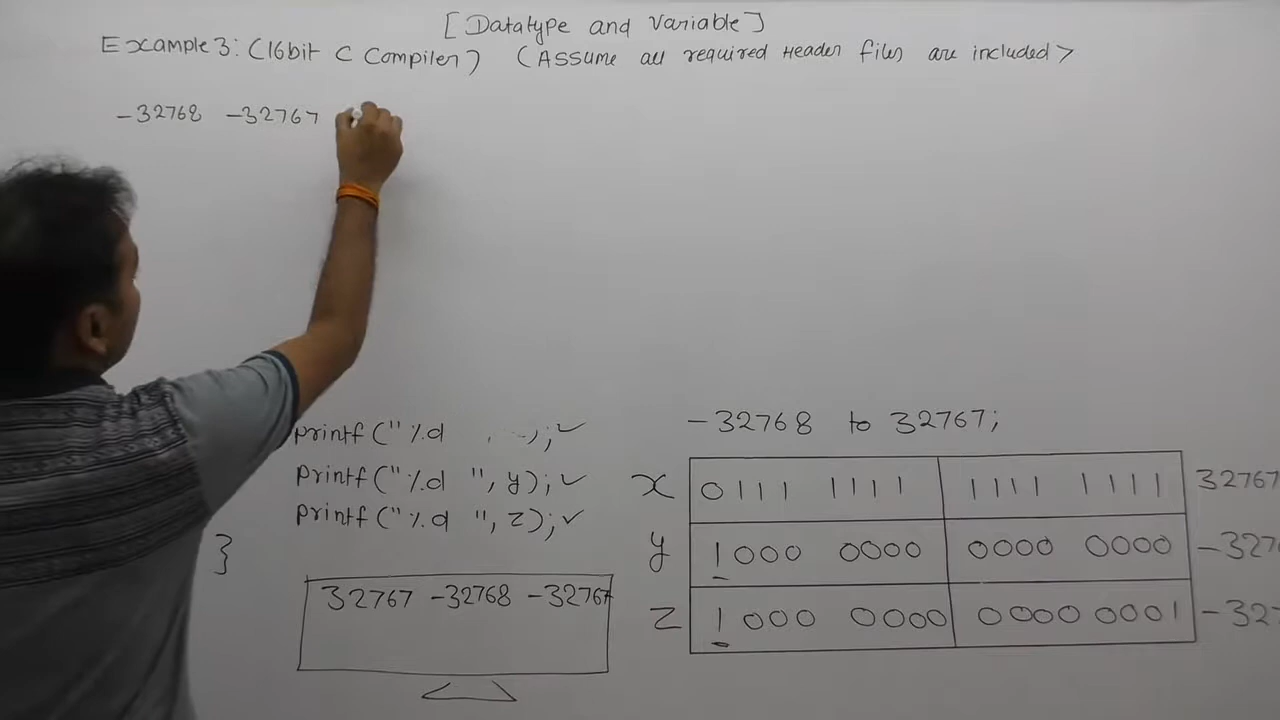 [Datatype and Variable]
Example 3: (16bit C Compiler) (Assume all required Header files are included >
-32768 -32767
printf("%d , -, ;✓
printf("%d ", y);✓
printf("%d ", z);✓
}
32767 -32768 -32767
-32768 to 32767;
x 0111 1111 1111 1111 32767
y 1000 0000 0000 0000 -327
z 1000 0000 0000 0001 -32